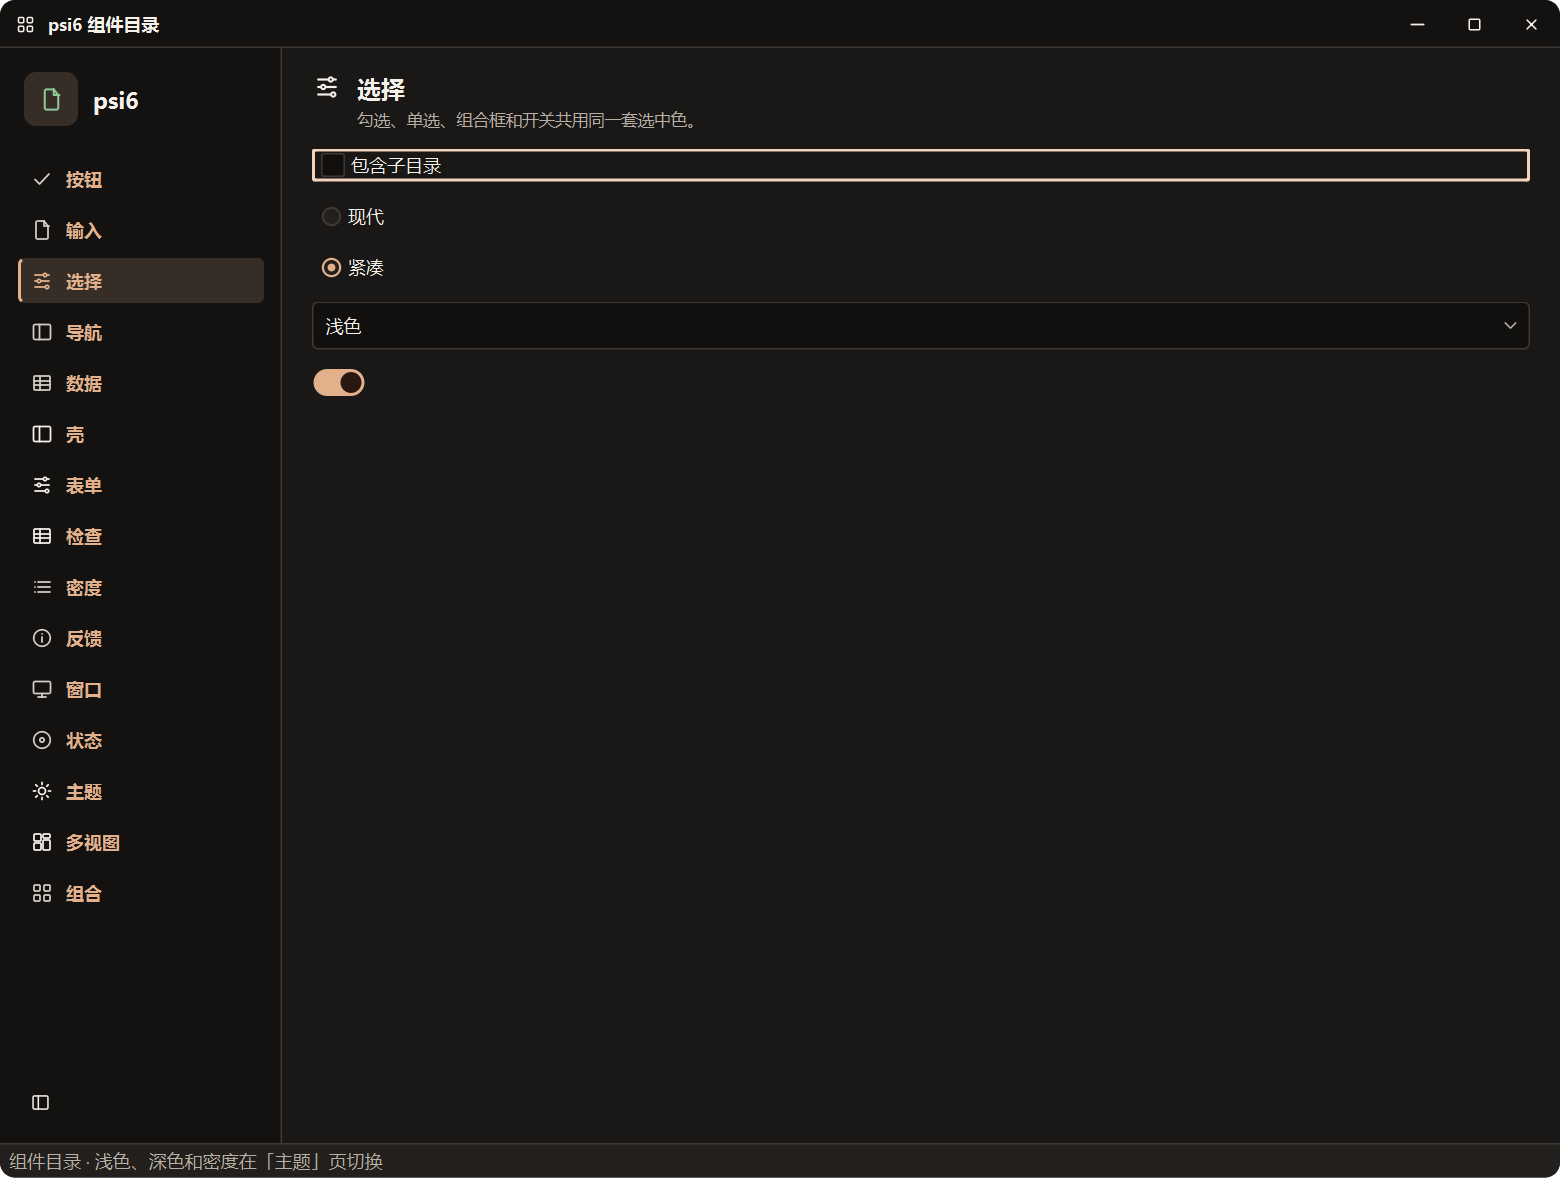 psi6 组件目录
psi6
按钮
输入
选择
导航
数据
壳
表单
检查
密度
反馈
窗口
状态
主题
多视图
组合
选择
勾选、单选、组合框和开关共用同一套选中色。
包含子目录
现代
紧凑
浅色
组件目录 · 浅色、深色和密度在「主题」页切换